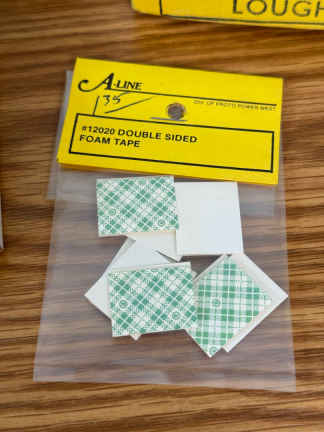 LOUGH
A-LINE
135
DIV. OF PROTO POWER WEST
#12020 DOUBLE SIDED
FOAM TAPE